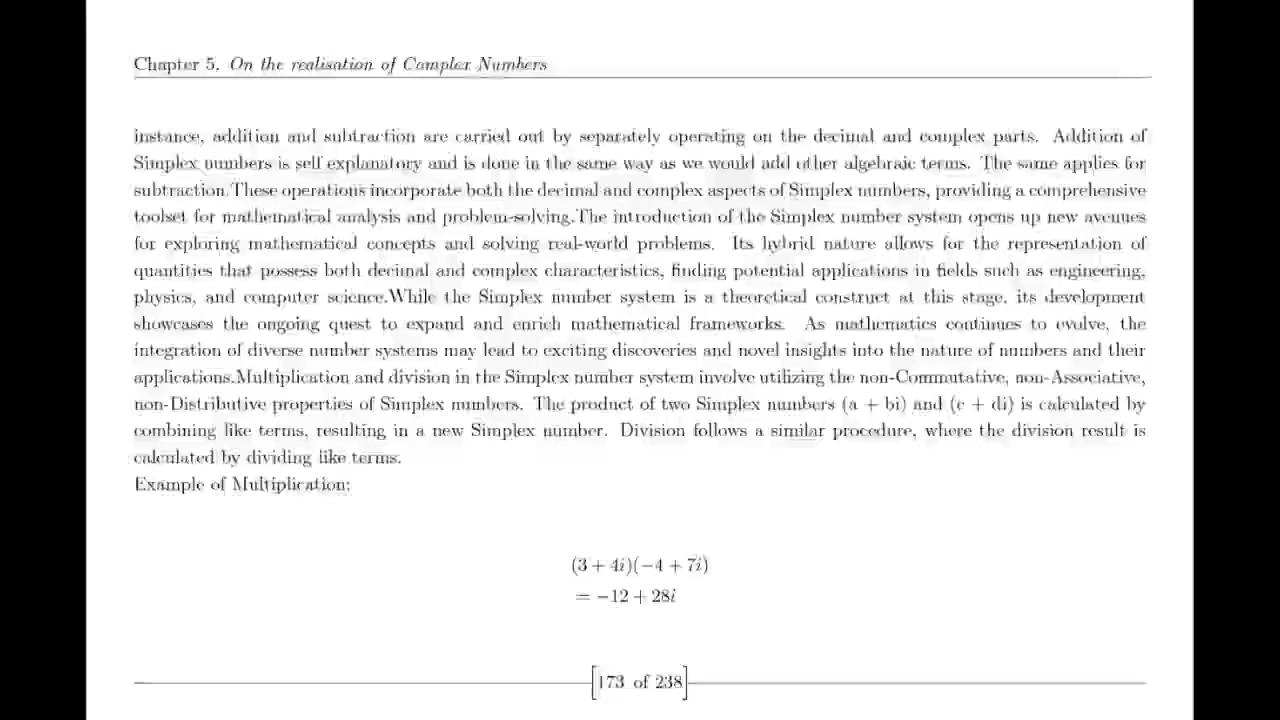 Chapter 5. On the realisation of Complex Numbers
instance, addition and subtraction are carried out by separately operating on the decimal and complex parts. Addition of
Simplex numbers is self explanatory and is done in the same way as we would add other algebraic terms. The same applies for
subtraction.These operations incorporate both the decimal and complex aspects of Simplex numbers, providing a comprehensive
toolset for mathematical analysis and problem-solving.The introduction of the Simplex number system opens up new avenues
for exploring mathematical concepts and solving real-world problems. Its hybrid nature allows for the representation of
quantities that possess both decimal and complex characteristics, finding potential applications in fields such as engineering,
physics, and computer science.While the Simplex number system is a theoretical construct at this stage, its development
showcases the ongoing quest to expand and enrich mathematical frameworks. As mathematics continues to evolve, the
integration of diverse number systems may lead to exciting discoveries and novel insights into the nature of numbers and their
applications.Multiplication and division in the Simplex number system involve utilizing the non-Commutative, non-Associative,
non-Distributive properties of Simplex numbers. The product of two Simplex numbers (a + bi) and (c + di) is calculated by
combining like terms, resulting in a new Simplex number. Division follows a similar procedure, where the division result is
calculated by dividing like terms.
Example of Multiplication:
(3 + 4i)(−4 + 7i)
= −12 + 28i
[173 of 238]